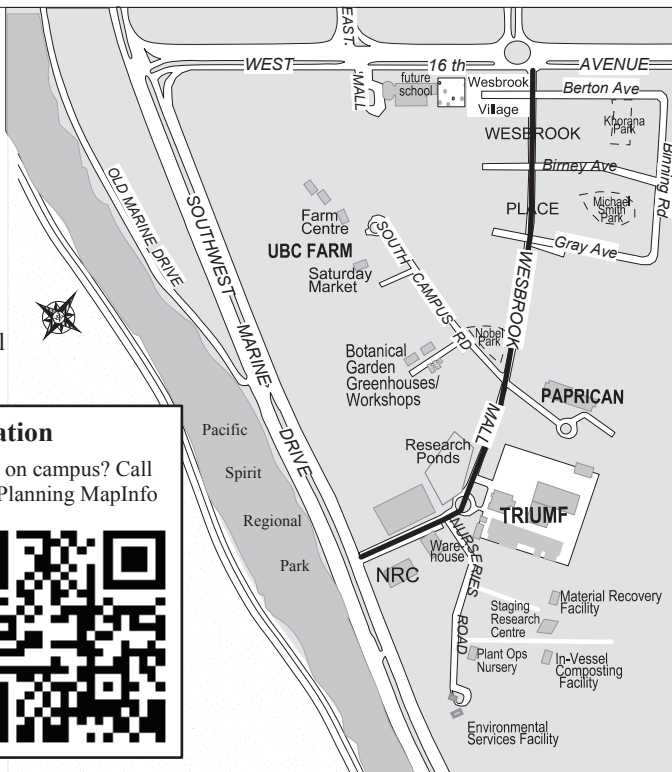 WEST
EAST
MALL
16 th
AVENUE
future
school
Wesbrook
Village
Berton Ave
Khorana
Park
WESBROOK
Birney Ave
Binning Rd
PLACE
Michael
Smith
Park
Gray Ave
OLD MARINE DRIVE
SOUTHWEST MARINE DRIVE
Farm
Centre
UBC FARM
Saturday
Market
SOUTH CAMPUS RD
WESBROOK MALL
Nobel
Park
Botanical
Garden
Greenhouses/
Workshops
PAPRICAN
Research
Ponds
TRIUMF
Pacific
Spirit
Regional
Park
Ware-
house
NRC
NURSERIES ROAD
Staging
Research
Centre
Material Recovery
Facility
Plant Ops
Nursery
In-Vessel
Composting
Facility
Environmental
Services Facility
l
ation
on campus? Call
Planning MapInfo